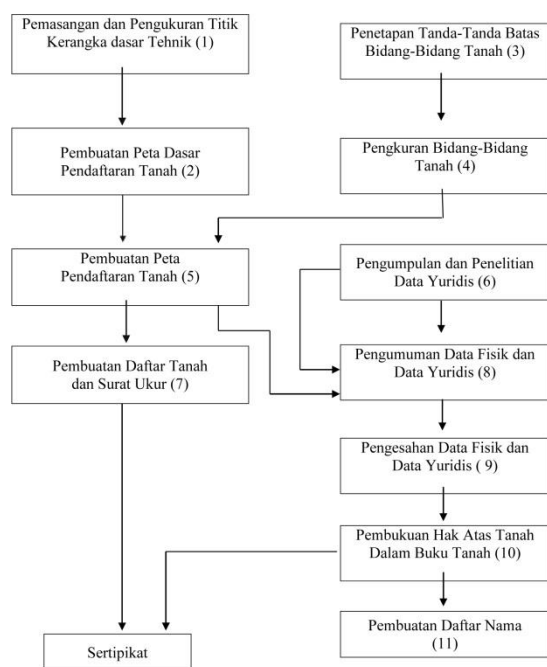 Pemasangan dan Pengukuran Titik
Kerangka dasar Tehnik (1)
Penetapan Tanda-Tanda Batas
Bidang-Bidang Tanah (3)
Pembuatan Peta Dasar
Pendaftaran Tanah (2)
Pengkuran Bidang-Bidang
Tanah (4)
Pembuatan Peta
Pendaftaran Tanah (5)
Pengumpulan dan Penelitian
Data Yuridis (6)
Pembuatan Daftar Tanah
dan Surat Ukur (7)
Pengumuman Data Fisik dan
Data Yuridis (8)
Pengesahan Data Fisik dan
Data Yuridis ( 9)
Pembukuan Hak Atas Tanah
Dalam Buku Tanah (10)
Pembuatan Daftar Nama
(11)
Sertipikat